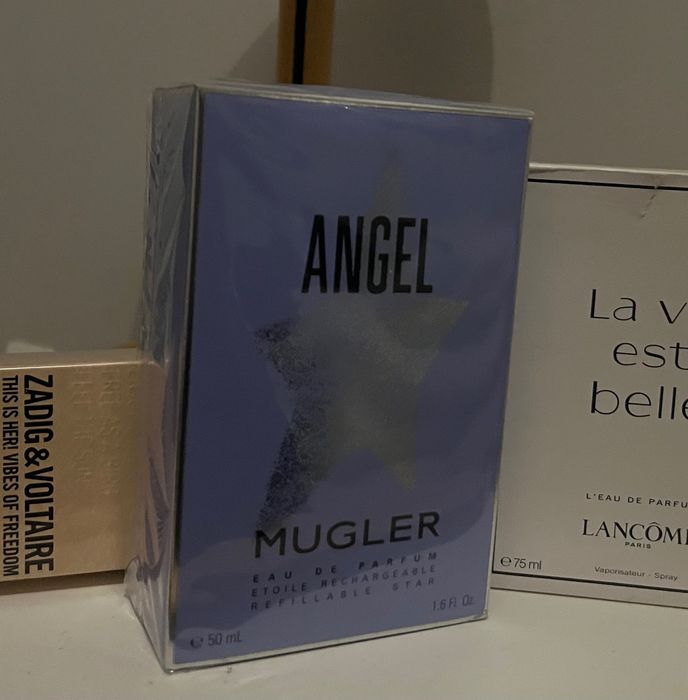 ZADIG & VOLTAIRE
THIS IS HER! VIBES OF FREEDOM
ANGEL
MUGLER
EAU DE PARFUM
ETOILE RECHARGEABLE
REFILLABLE STAR
e 50 mL
1.6 Fl. Oz.
La v
est
belle
L'EAU DE PARFU
LANCÔME
PARIS
e 75 ml
Vaporisateur - Spray